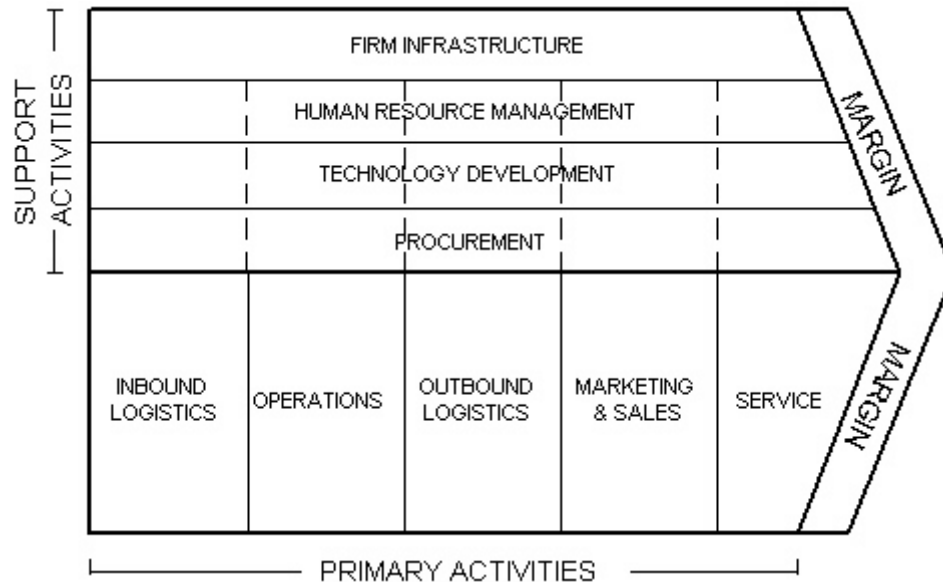 FIRM INFRASTRUCTURE
HUMAN RESOURCE MANAGEMENT
TECHNOLOGY DEVELOPMENT
PROCUREMENT
SUPPORT
ACTIVITIES
MARGIN
MARGIN
INBOUND
LOGISTICS
OPERATIONS
OUTBOUND
LOGISTICS
MARKETING
& SALES
SERVICE
PRIMARY ACTIVITIES